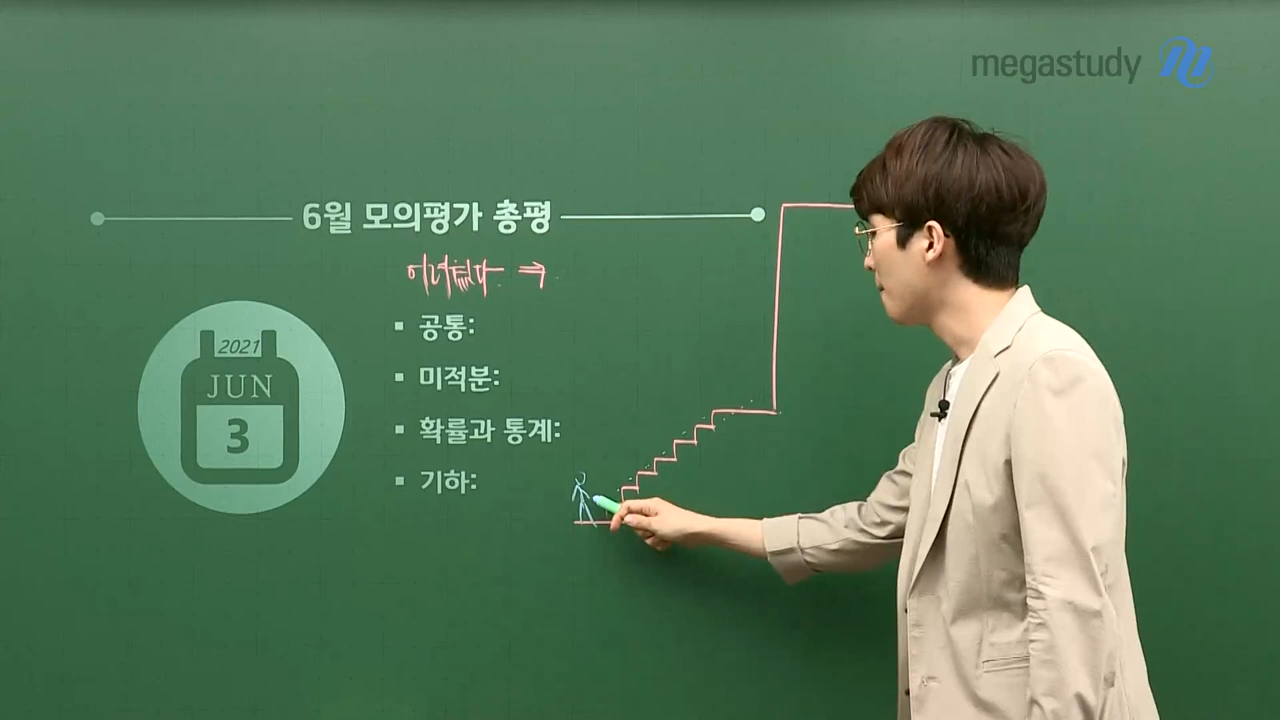 megastudy
6월 모의평가 총평
어려웠다 ⇒
2021
JUN
3
▪ 공통:
▪ 미적분:
▪ 확률과 통계:
▪ 기하: